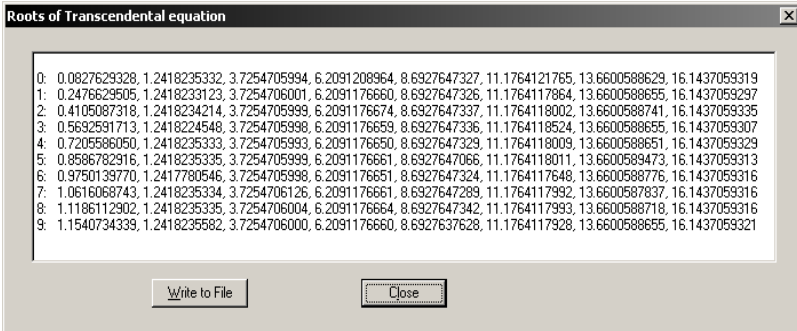 Roots of Transcendental equation
0: 0.0827629328, 1.2418235332, 3.7254705994, 6.2091208964, 8.6927647327, 11.1764121765, 13.6600588629, 16.1437059319
1: 0.2476629505, 1.2418233123, 3.7254706001, 6.2091176660, 8.6927647326, 11.1764117864, 13.6600588655, 16.1437059297
2: 0.4105087318, 1.2418234214, 3.7254705999, 6.2091176674, 8.6927647337, 11.1764118002, 13.6600588741, 16.1437059335
3: 0.5692591713, 1.2418224548, 3.7254705998, 6.2091176659, 8.6927647336, 11.1764118524, 13.6600588655, 16.1437059307
4: 0.7205586050, 1.2418235333, 3.7254705993, 6.2091176650, 8.6927647329, 11.1764118009, 13.6600588651, 16.1437059329
5: 0.8586782916, 1.2418235335, 3.7254705999, 6.2091176661, 8.6927647066, 11.1764118011, 13.6600589473, 16.1437059313
6: 0.9750139770, 1.2417780546, 3.7254705998, 6.2091176651, 8.6927647324, 11.1764117648, 13.6600588776, 16.1437059316
7: 1.0616068743, 1.2418235334, 3.7254706126, 6.2091176661, 8.6927647289, 11.1764117992, 13.6600587837, 16.1437059316
8: 1.1186112902, 1.2418235335, 3.7254706004, 6.2091176664, 8.6927647342, 11.1764117993, 13.6600588718, 16.1437059316
9: 1.1540734339, 1.2418235582, 3.7254706000, 6.2091176660, 8.6927637628, 11.1764117928, 13.6600588655, 16.1437059321
Write to File Close